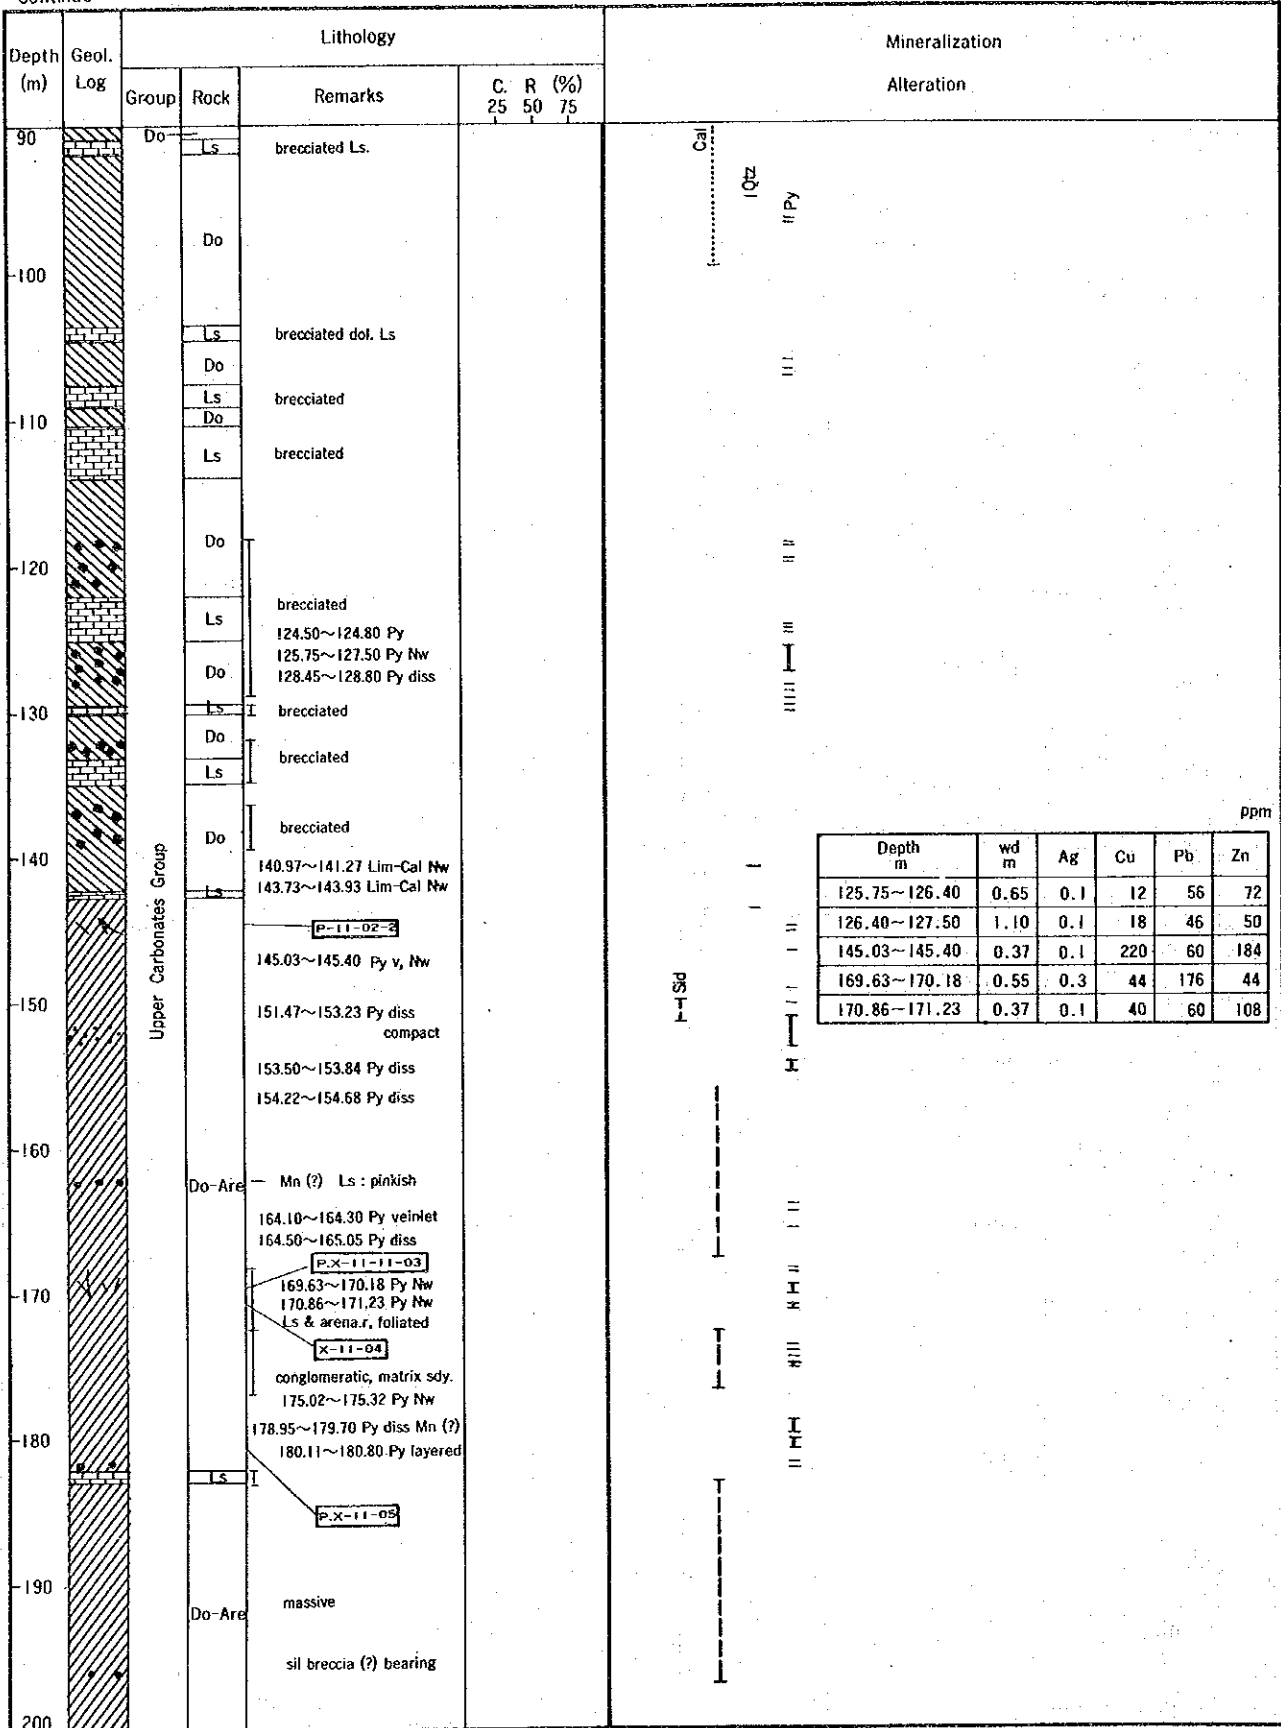 Depth
(m)
Geol.
Log
Lithology
Group
Rock
Remarks
C. R (%)
25 50 75
Mineralization
Alteration
90
Do
Ls
brecciated Ls.
Cal
Qtz
Py
Do
-100
Ls
brecciated dol. Ls
Do
Ls
brecciated
Do
-110
Ls
brecciated
Do
-120
brecciated
Ls
124.50~124.80 Py
125.75~127.50 Py Nw
Do
128.45~128.80 Py diss
-130
Ls
brecciated
Do
brecciated
Ls
brecciated
Do
-140
140.97~141.27 Lim-Cal Nw
143.73~143.93 Lim-Cal Nw
Ls
Upper Carbonates Group
P-11-02-2
145.03~145.40 Py v, Nw
ppm
Depth m wd m Ag Cu Pb Zn
125.75~126.40 0.65 0.1 12 56 72
126.40~127.50 1.10 0.1 18 46 50
145.03~145.40 0.37 0.1 220 60 184
169.63~170.18 0.55 0.3 44 176 44
170.86~171.23 0.37 0.1 40 60 108
Sid
-150
151.47~153.23 Py diss
compact
153.50~153.84 Py diss
154.22~154.68 Py diss
-160
Do-Are
Mn (?) Ls : pinkish
164.10~164.30 Py veinlet
164.50~165.05 Py diss
P.X-11-11-03
169.63~170.18 Py Nw
-170
170.86~171.23 Py Nw
Ls & arena.r, foliated
X-11-04
conglomeratic, matrix sdy.
175.02~175.32 Py Nw
178.95~179.70 Py diss Mn (?)
-180
180.11~180.80 Py layered
Ls
P.X-11-05
-190
massive
Do-Are
sil breccia (?) bearing
200